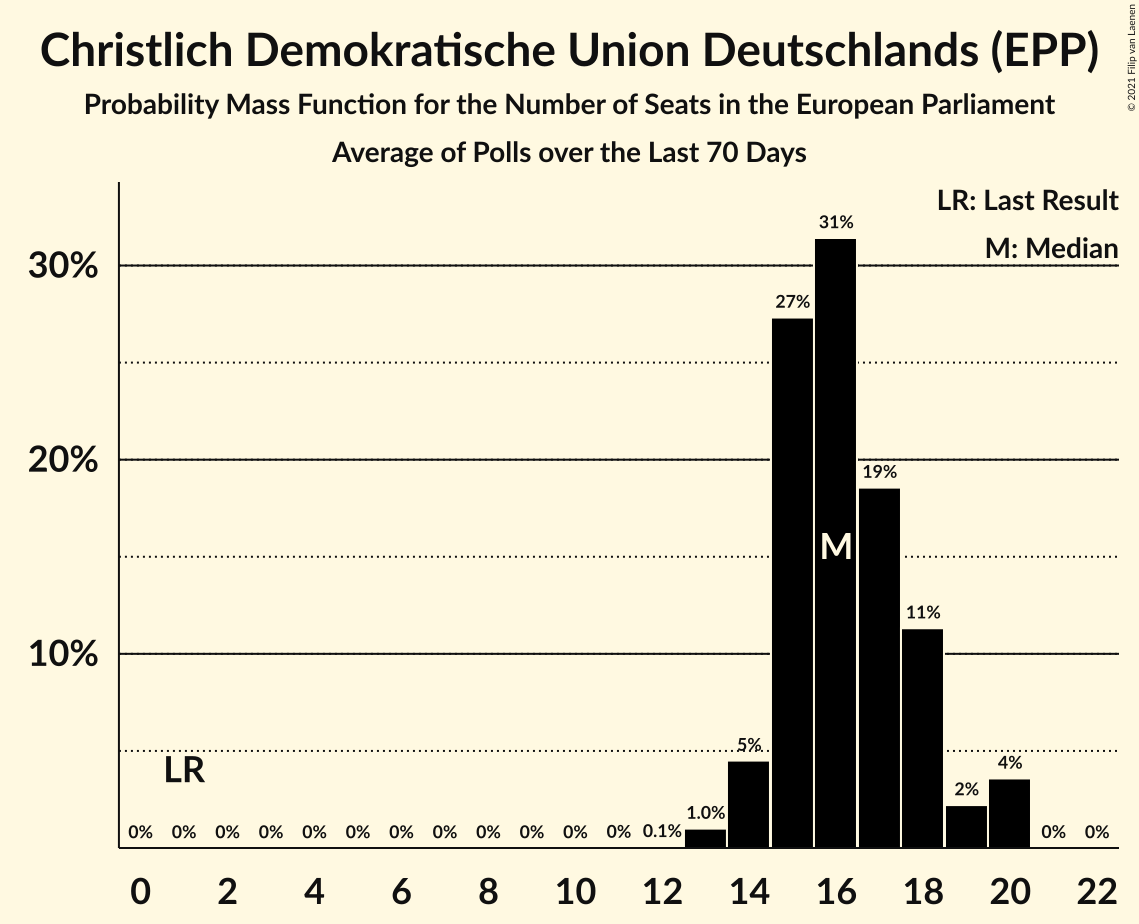 Christlich Demokratische Union Deutschlands (EPP)
Probability Mass Function for the Number of Seats in the European Parliament
Average of Polls over the Last 70 Days
© 2021 Filip van Laenen
LR: Last Result
M: Median
30%
20%
10%
LR
M
0% 0% 0% 0% 0% 0% 0% 0% 0% 0% 0% 0% 0.1% 1.0% 5% 27% 31% 19% 11% 2% 4% 0% 0%
0 2 4 6 8 10 12 14 16 18 20 22